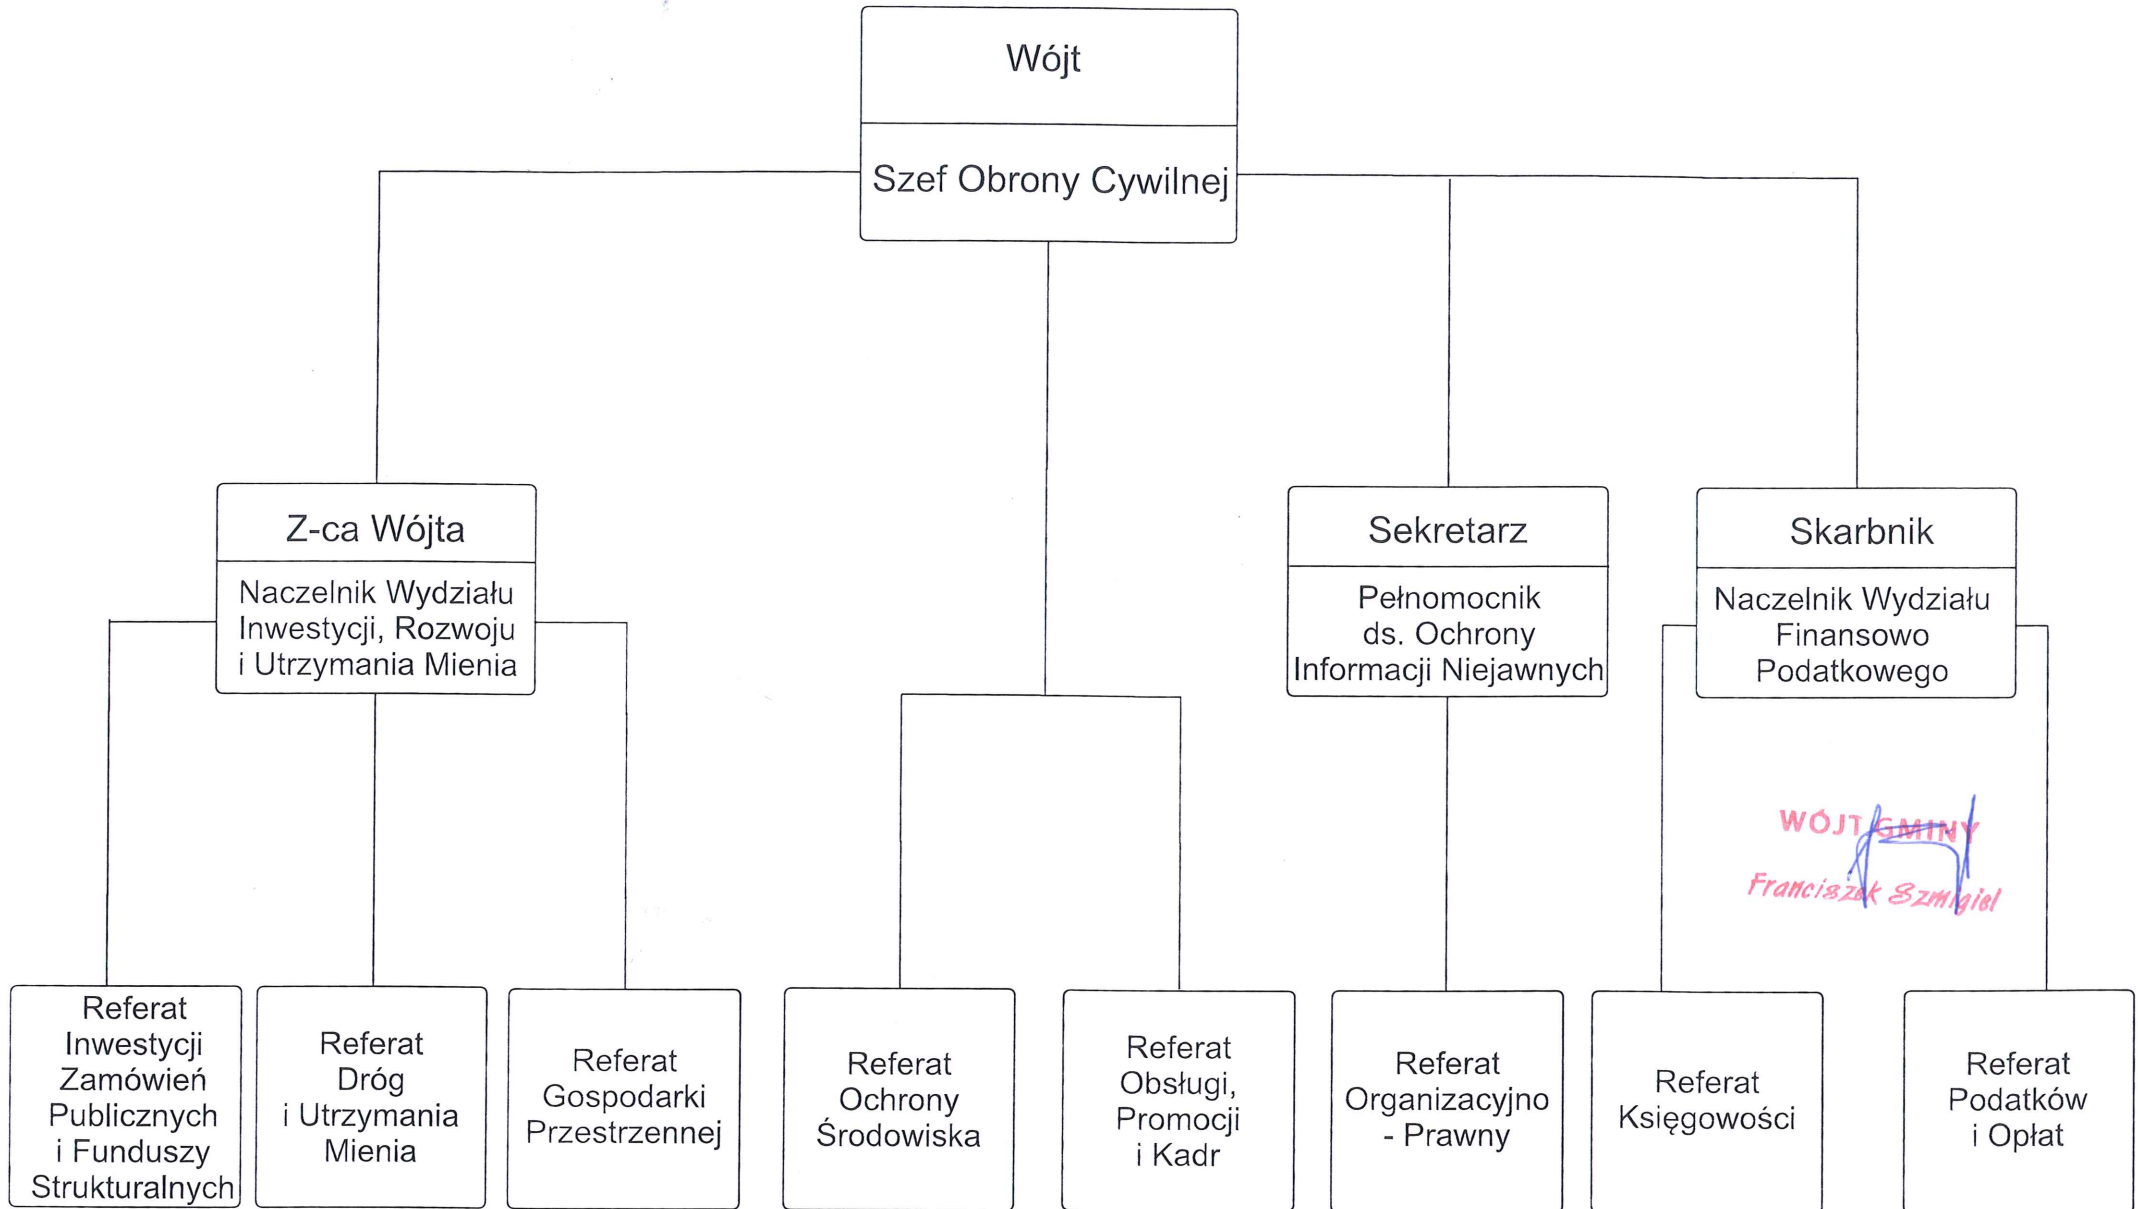 Wójt
Szef Obrony Cywilnej
Z-ca Wójta
Naczelnik Wydziału
Inwestycji, Rozwoju
i Utrzymania Mienia
Sekretarz
Pełnomocnik
ds. Ochrony
Informacji Niejawnych
Skarbnik
Naczelnik Wydziału
Finansowo
Podatkowego
WÓJT GMINY
Franciszek Szmigiel
Referat
Inwestycji
Zamówień
Publicznych
i Funduszy
Strukturalnych
Referat
Dróg
i Utrzymania
Mienia
Referat
Gospodarki
Przestrzennej
Referat
Ochrony
Środowiska
Referat
Obsługi,
Promocji
i Kadr
Referat
Organizacyjno
- Prawny
Referat
Księgowości
Referat
Podatków
i Opłat